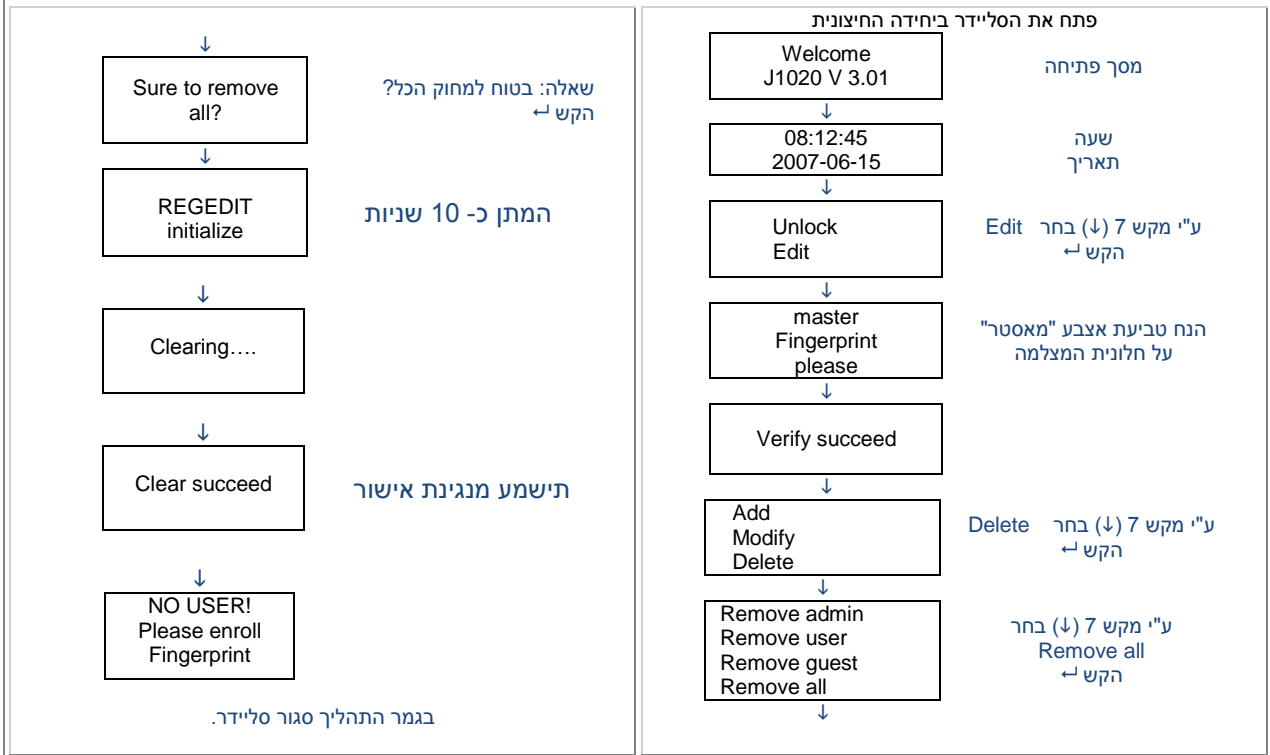 פתח את הסליידר ביחידה החיצונית
Welcome
J1020 V 3.01
מסך פתיחה
↓
08:12:45
2007-06-15
שעה
תאריך
↓
Unlock
Edit
ע"י מקש 7 (↓) בחר Edit
הקש ↵
↓
master
Fingerprint
please
הנח טביעת אצבע "מאסטר"
על חלונית המצלמה
↓
Verify succeed
↓
Add
Modify
Delete
ע"י מקש 7 (↓) בחר Delete
הקש ↵
↓
Remove admin
Remove user
Remove guest
Remove all
ע"י מקש 7 (↓) בחר
Remove all
הקש ↵
↓
↓
Sure to remove
all?
שאלה: בטוח למחוק הכל?
הקש ↵
↓
REGEDIT
initialize
המתן כ- 10 שניות
↓
Clearing….
↓
Clear succeed
תישמע מנגינת אישור
↓
NO USER!
Please enroll
Fingerprint
בגמר התהליך סגור סליידר.